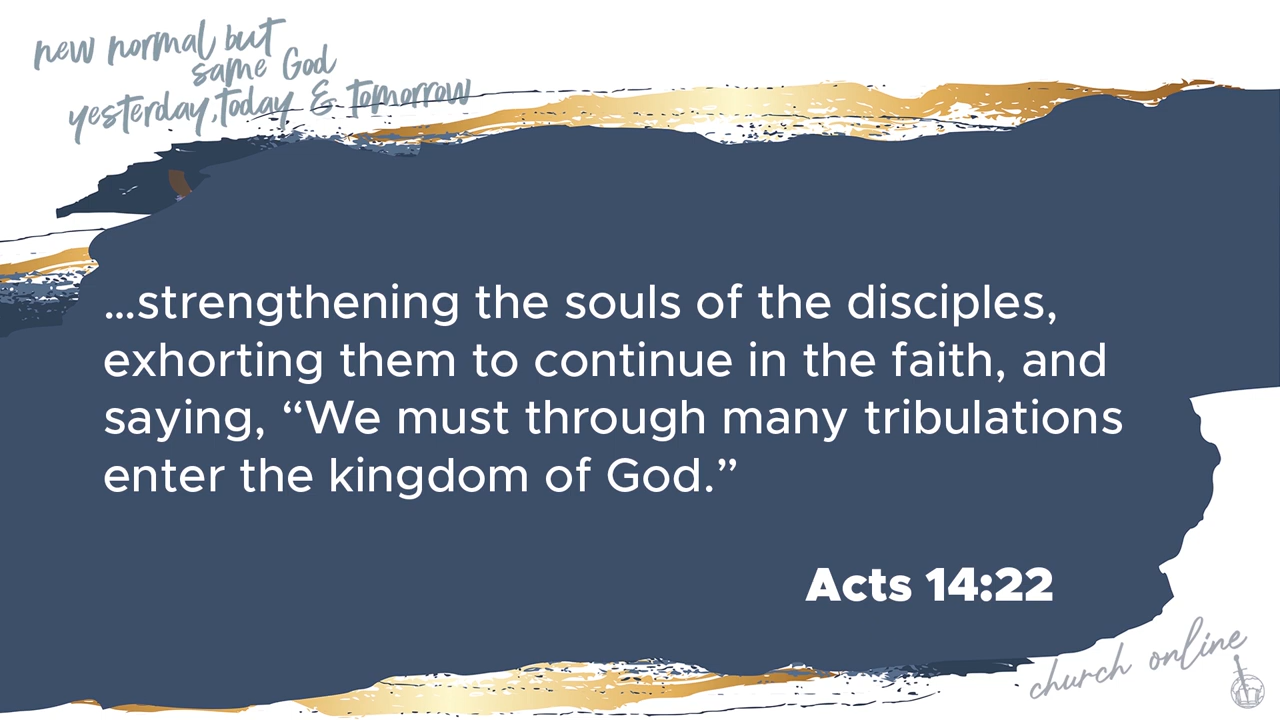 new normal but
same God
yesterday, today & tomorrow
...strengthening the souls of the disciples,
exhorting them to continue in the faith, and
saying, “We must through many tribulations
enter the kingdom of God.”
Acts 14:22
church online